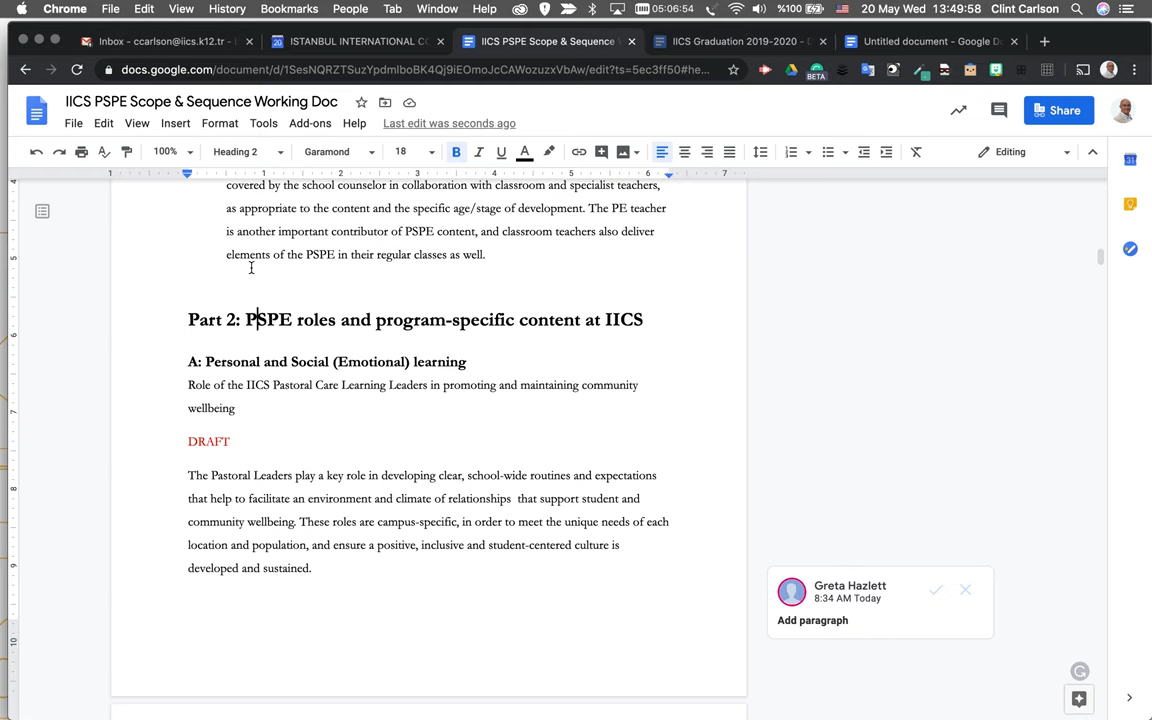 Chrome File Edit View History Bookmarks People Tab Window Help 05:06:54 %100 20 May Wed 13:49:58 Clint Carlson
Inbox - ccarlson@iics.k12.tr - ISTANBUL INTERNATIONAL C IICS PSPE Scope & Sequence IICS Graduation 2019-2020 - D Untitled document - Google D
docs.google.com/document/d/1SesNQRZTSuzYpdmlboBK4Qj9iEOmoJcCAWozuzxVbAw/edit?ts=5ec3ff50#he...
BETA
IICS PSPE Scope & Sequence Working Doc
Share
File Edit View Insert Format Tools Add-ons Help Last edit was seconds ago
100% Heading 2 Garamond 18 B I U A Editing
1 1 2 3 4 5 6 7
covered by the school counselor in collaboration with classroom and specialist teachers,
as appropriate to the content and the specific age/stage of development. The PE teacher
is another important contributor of PSPE content, and classroom teachers also deliver
elements of the PSPE in their regular classes as well.
Part 2: PSPE roles and program-specific content at IICS
A: Personal and Social (Emotional) learning
Role of the IICS Pastoral Care Learning Leaders in promoting and maintaining community
wellbeing
DRAFT
The Pastoral Leaders play a key role in developing clear, school-wide routines and expectations
that help to facilitate an environment and climate of relationships that support student and
community wellbeing. These roles are campus-specific, in order to meet the unique needs of each
location and population, and ensure a positive, inclusive and student-centered culture is
developed and sustained.
Greta Hazlett
8:34 AM Today
Add paragraph